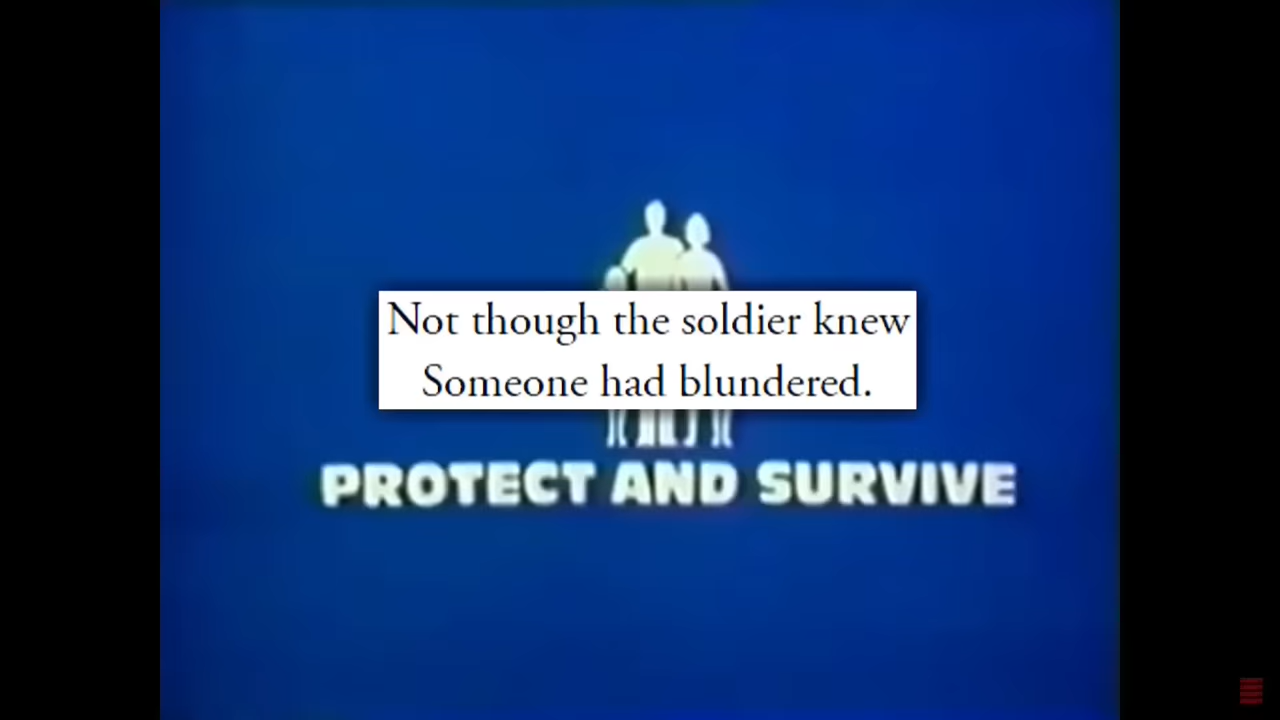 Not though the soldier knew
Someone had blundered.
PROTECT AND SURVIVE